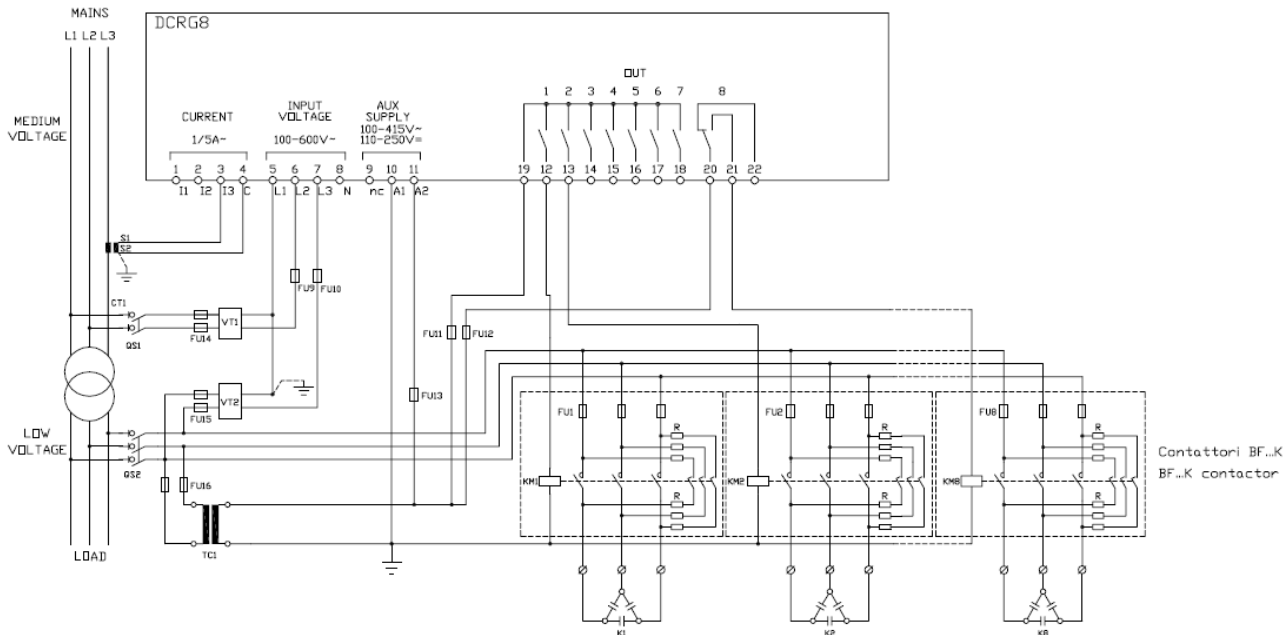 MAINS
L1 L2 L3
DCRG8
OUT
1 2 3 4 5 6 7 8
MEDIUM
VOLTAGE
CURRENT
1/5A~
INPUT
VOLTAGE
100-600V~
AUX
SUPPLY
100-415V~
110-250V=
1 2 3 4 5 6 7 8 9 10 11 19 12 13 14 15 16 17 18 20 21 22
I1 I2 I3 C L1 L2 L3 N nc A1 A2
S1
S2
FU9 FU10
CT1
VT1
FU14
QS1
FU11 FU12
VT2
FU15
FU13
FU1 FU2 FU8
LOW
VOLTAGE
R R R
Contattori BF...K
BF...K contactor
QS2
FU16
KM1 KM2 KM8
R R R
LOAD
TC1
K1 K2 K8